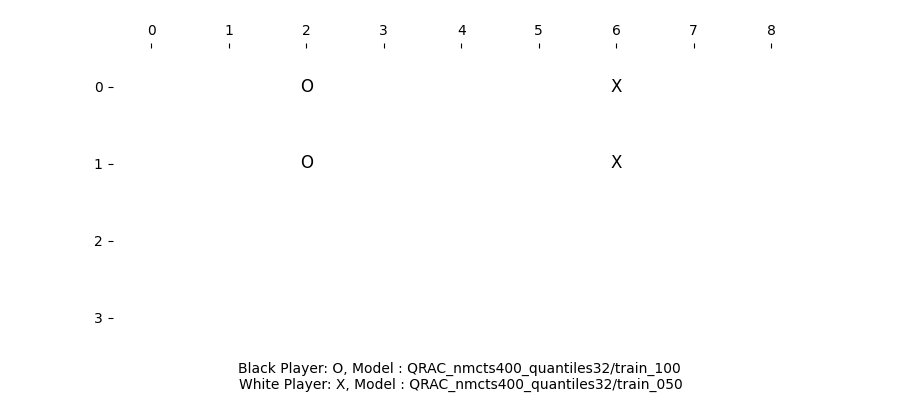 0 1 2 3 4 5 6 7 8
0 O X
1 O X
2
3
Black Player: O, Model : QRAC_nmcts400_quantiles32/train_100
White Player: X, Model : QRAC_nmcts400_quantiles32/train_050